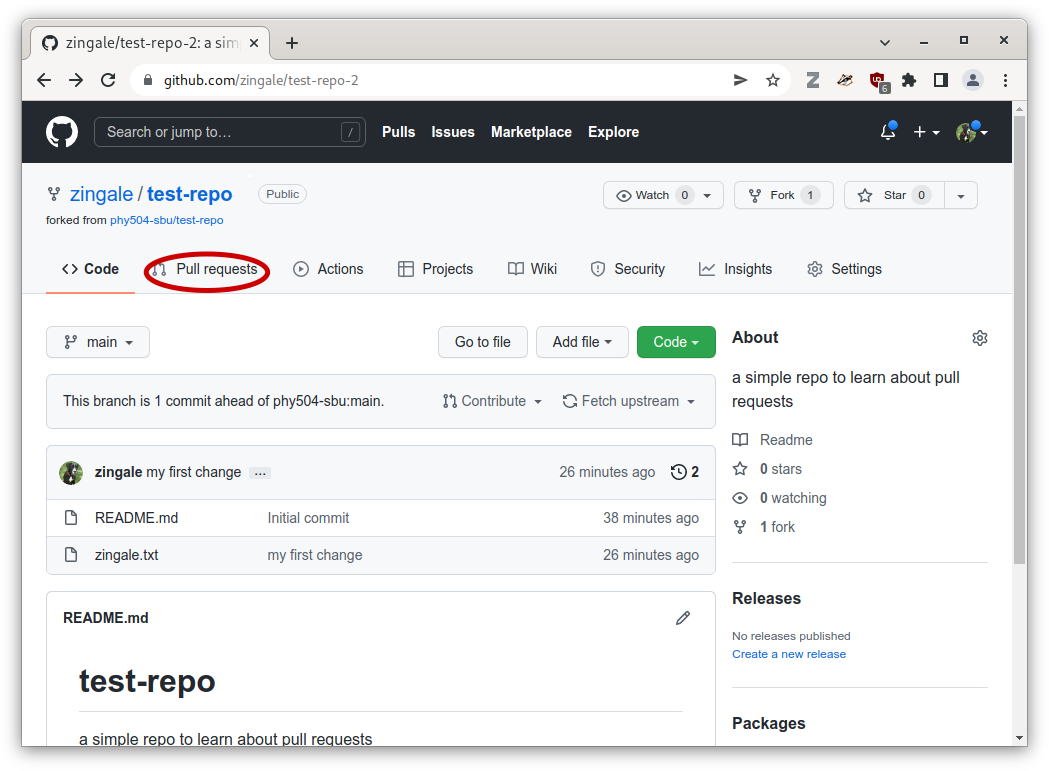 zingale/test-repo-2: a sim
github.com/zingale/test-repo-2
6
Search or jump to… / Pulls Issues Marketplace Explore
zingale / test-repo Public Watch 0 Fork 1 Star 0
forked from phy504-sbu/test-repo
Code Pull requests Actions Projects Wiki Security Insights Settings
main Go to file Add file Code
This branch is 1 commit ahead of phy504-sbu:main. Contribute Fetch upstream
zingale my first change … 26 minutes ago 2
README.md Initial commit 38 minutes ago
zingale.txt my first change 26 minutes ago
README.md
test-repo
a simple repo to learn about pull requests
About
a simple repo to learn about pull
requests
Readme
0 stars
0 watching
1 fork
Releases
No releases published
Create a new release
Packages